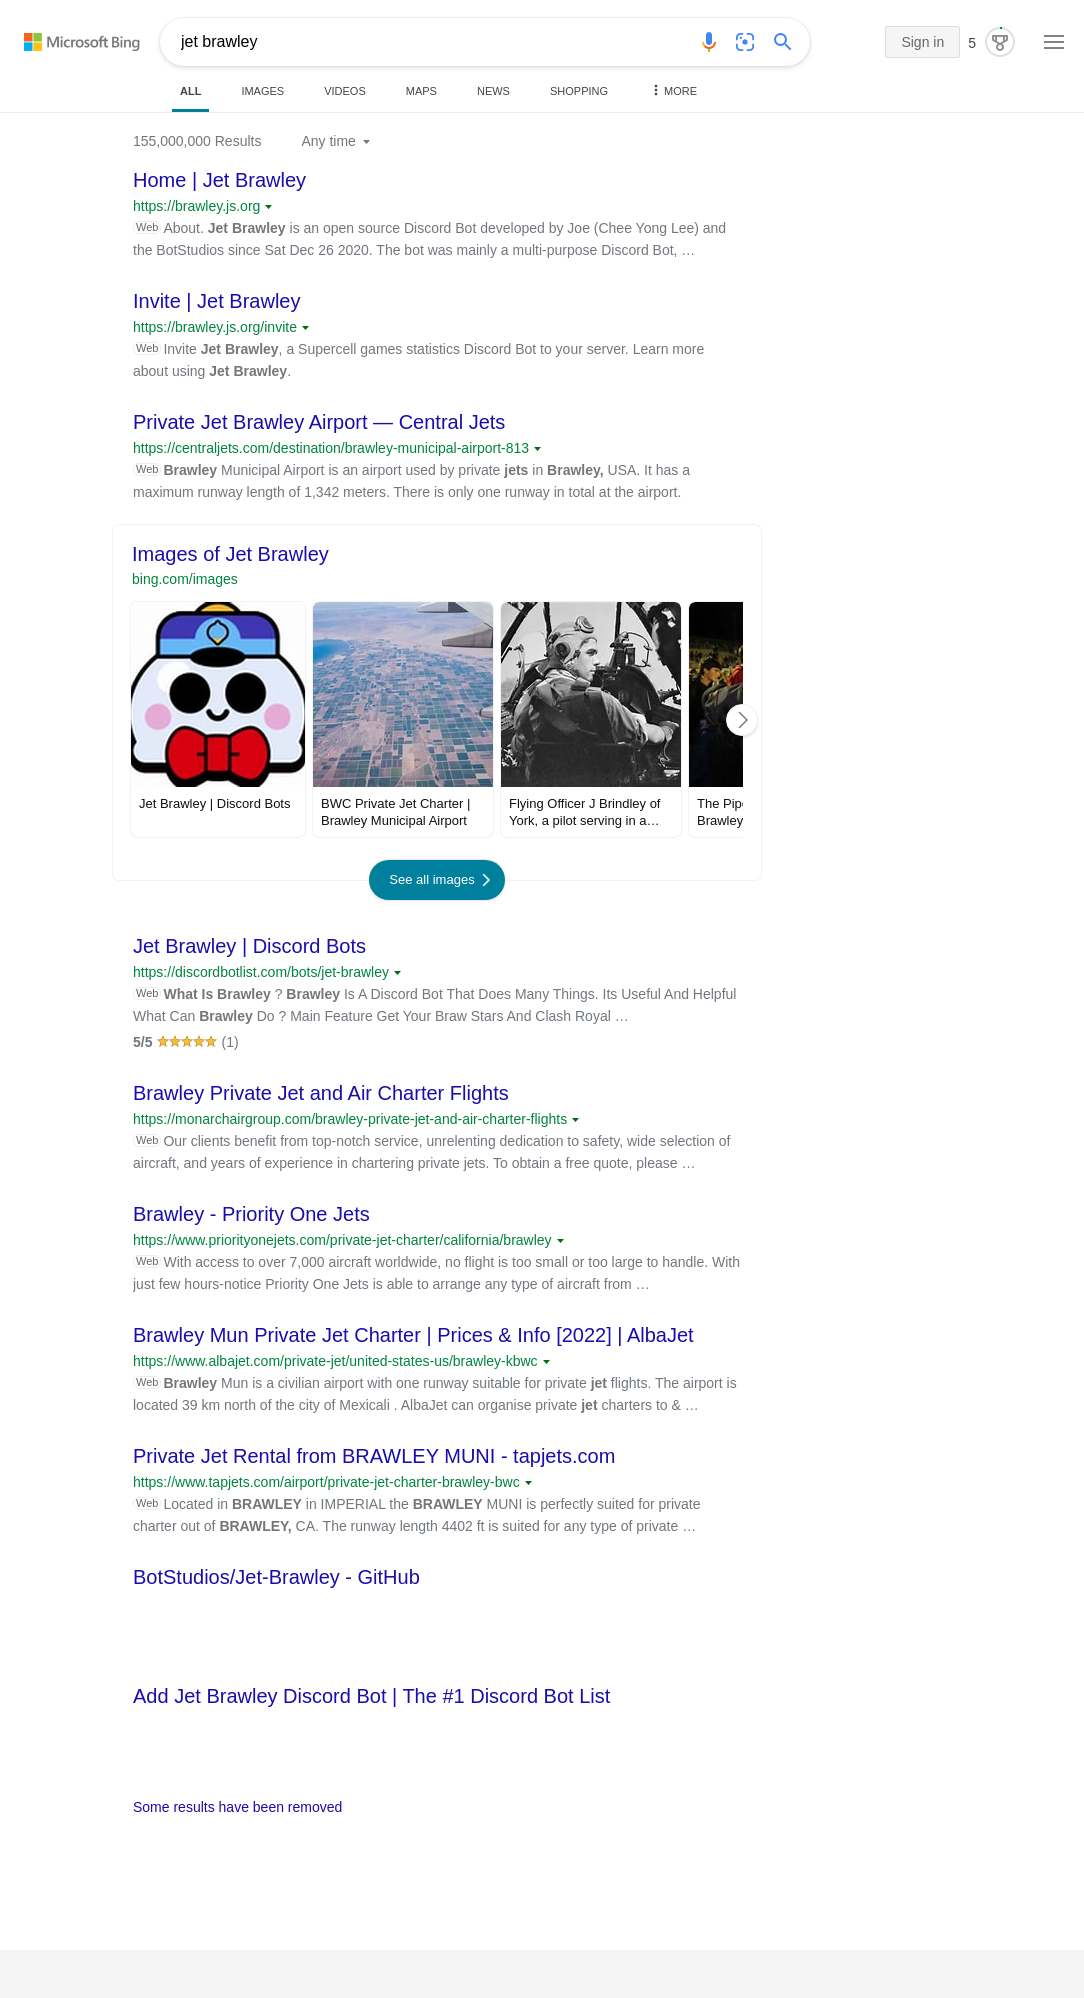 Microsoft Bing
jet brawley
Sign in
5
ALL
IMAGES
VIDEOS
MAPS
NEWS
SHOPPING
MORE
155,000,000 Results
Any time
Home | Jet Brawley
https://brawley.js.org
Web About. Jet Brawley is an open source Discord Bot developed by Joe (Chee Yong Lee) and
the BotStudios since Sat Dec 26 2020. The bot was mainly a multi-purpose Discord Bot, …
Invite | Jet Brawley
https://brawley.js.org/invite
Web Invite Jet Brawley, a Supercell games statistics Discord Bot to your server. Learn more
about using Jet Brawley.
Private Jet Brawley Airport — Central Jets
https://centraljets.com/destination/brawley-municipal-airport-813
Web Brawley Municipal Airport is an airport used by private jets in Brawley, USA. It has a
maximum runway length of 1,342 meters. There is only one runway in total at the airport.
Images of Jet Brawley
bing.com/images
Jet Brawley | Discord Bots
BWC Private Jet Charter |
Brawley Municipal Airport
Flying Officer J Brindley of
York, a pilot serving in a…
The Pipe
Brawley
See all images
Jet Brawley | Discord Bots
https://discordbotlist.com/bots/jet-brawley
Web What Is Brawley ? Brawley Is A Discord Bot That Does Many Things. Its Useful And Helpful
What Can Brawley Do ? Main Feature Get Your Braw Stars And Clash Royal …
5/5 (1)
Brawley Private Jet and Air Charter Flights
https://monarchairgroup.com/brawley-private-jet-and-air-charter-flights
Web Our clients benefit from top-notch service, unrelenting dedication to safety, wide selection of
aircraft, and years of experience in chartering private jets. To obtain a free quote, please …
Brawley - Priority One Jets
https://www.priorityonejets.com/private-jet-charter/california/brawley
Web With access to over 7,000 aircraft worldwide, no flight is too small or too large to handle. With
just few hours-notice Priority One Jets is able to arrange any type of aircraft from …
Brawley Mun Private Jet Charter | Prices & Info [2022] | AlbaJet
https://www.albajet.com/private-jet/united-states-us/brawley-kbwc
Web Brawley Mun is a civilian airport with one runway suitable for private jet flights. The airport is
located 39 km north of the city of Mexicali . AlbaJet can organise private jet charters to & …
Private Jet Rental from BRAWLEY MUNI - tapjets.com
https://www.tapjets.com/airport/private-jet-charter-brawley-bwc
Web Located in BRAWLEY in IMPERIAL the BRAWLEY MUNI is perfectly suited for private
charter out of BRAWLEY, CA. The runway length 4402 ft is suited for any type of private …
BotStudios/Jet-Brawley - GitHub
Add Jet Brawley Discord Bot | The #1 Discord Bot List
Some results have been removed